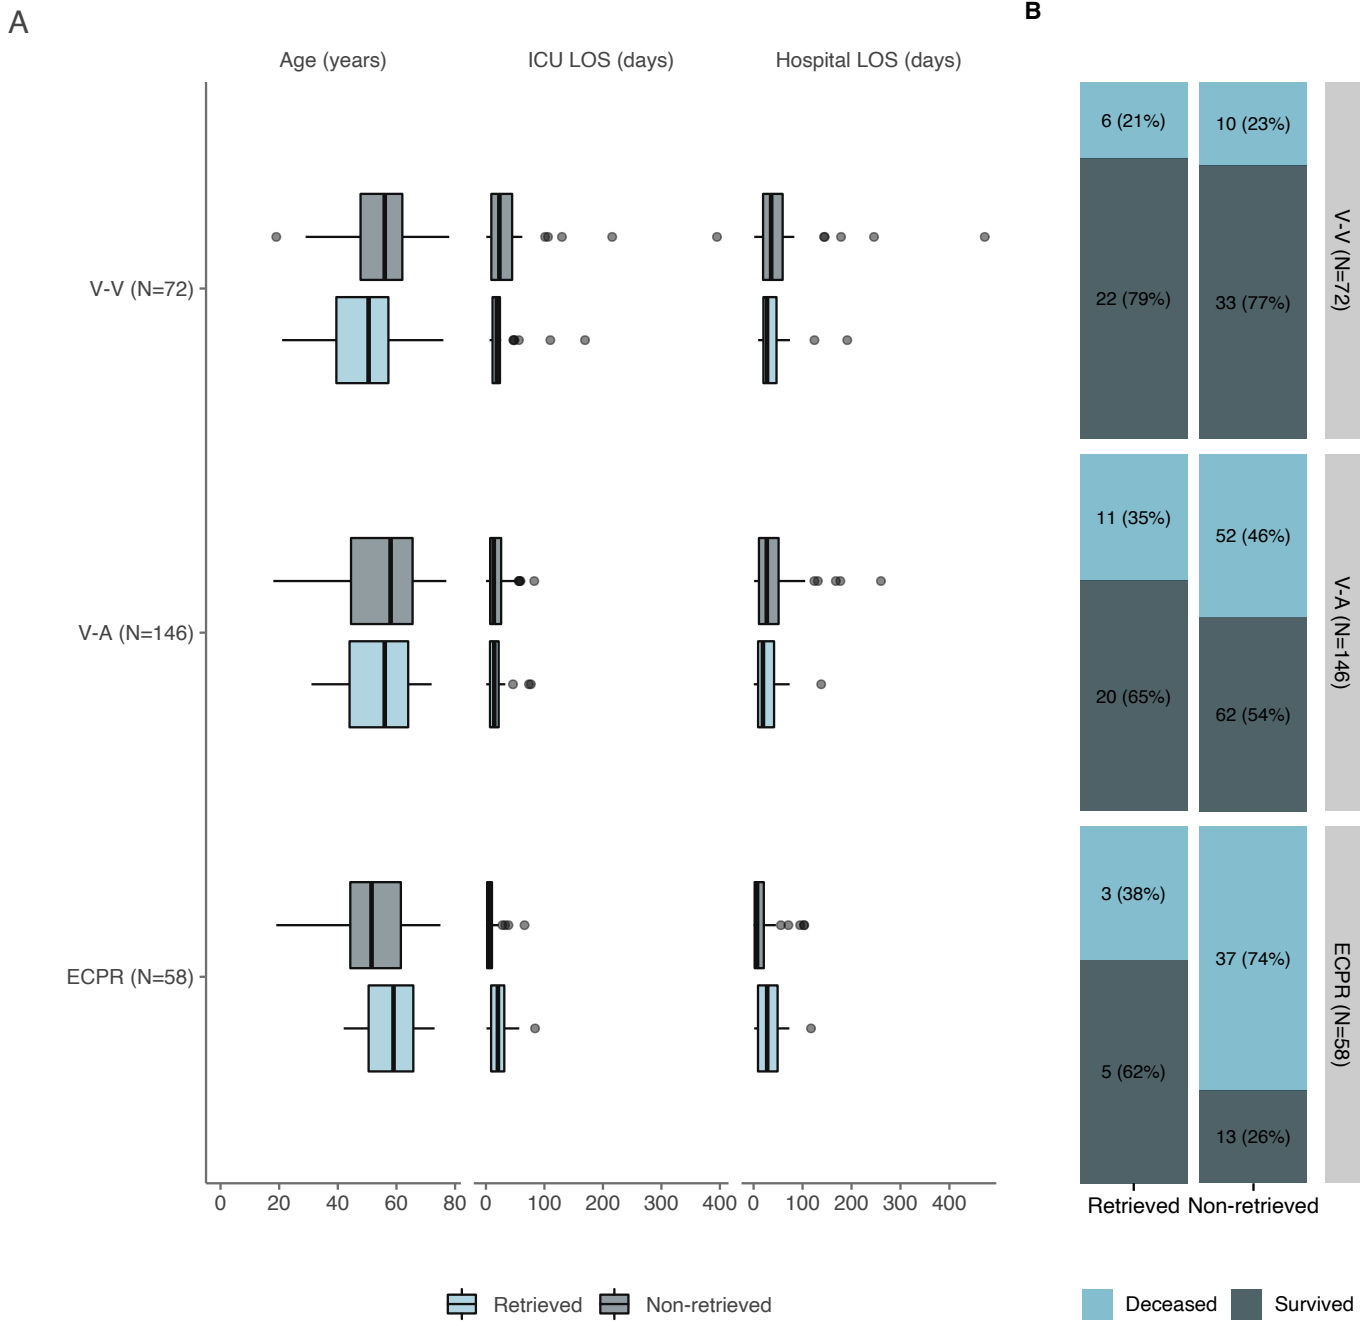 A
Age (years) ICU LOS (days) Hospital LOS (days)
V-V (N=72)
V-A (N=146)
ECPR (N=58)
0 20 40 60 80 0 100 200 300 400 0 100 200 300 400
Retrieved Non-retrieved
B
6 (21%) 10 (23%)
22 (79%) 33 (77%)
V-V (N=72)
11 (35%) 52 (46%)
20 (65%) 62 (54%)
V-A (N=146)
3 (38%) 37 (74%)
5 (62%) 13 (26%)
ECPR (N=58)
Retrieved Non-retrieved
Deceased Survived